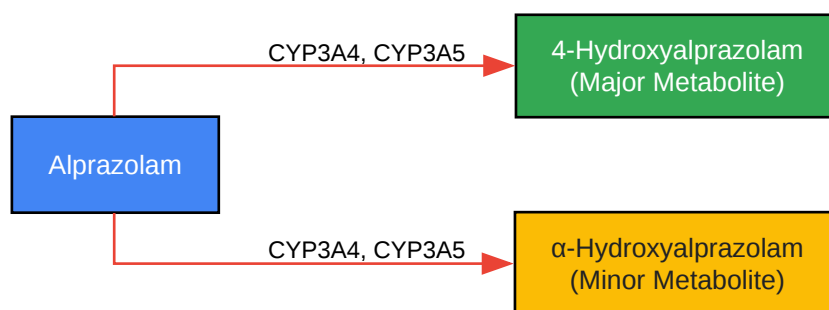 CYP3A4, CYP3A5
4-Hydroxyalprazolam
(Major Metabolite)
Alprazolam
CYP3A4, CYP3A5
α-Hydroxyalprazolam
(Minor Metabolite)